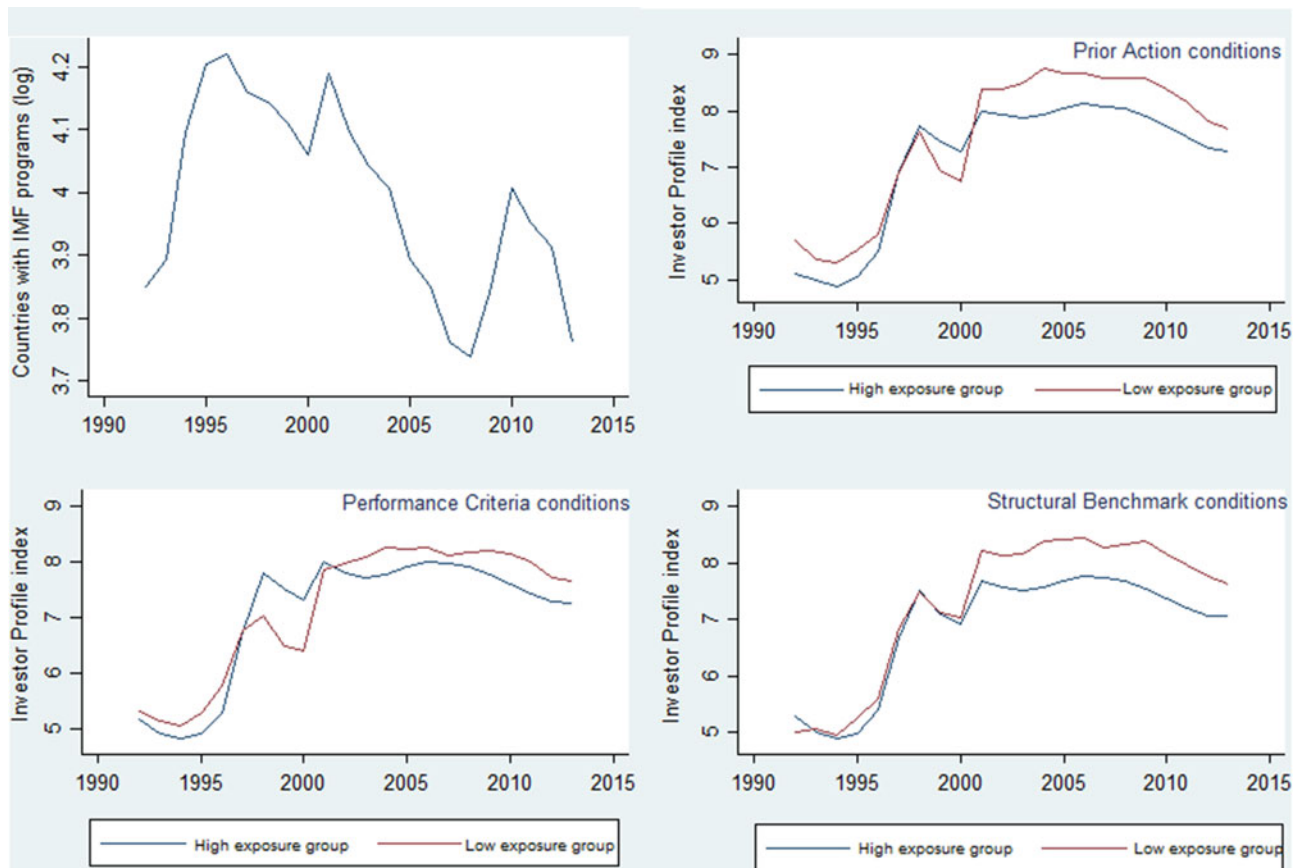 Countries with IMF programs (log)
4.2
4.1
4
3.9
3.8
3.7
1990 1995 2000 2005 2010 2015
Prior Action conditions
Investor Profile index
9
8
7
6
5
1990 1995 2000 2005 2010 2015
High exposure group Low exposure group
Performance Criteria conditions
Investor Profile index
9
8
7
6
5
1990 1995 2000 2005 2010 2015
High exposure group Low exposure group
Structural Benchmark conditions
Investor Profile index
9
8
7
6
5
1990 1995 2000 2005 2010 2015
High exposure group Low exposure group